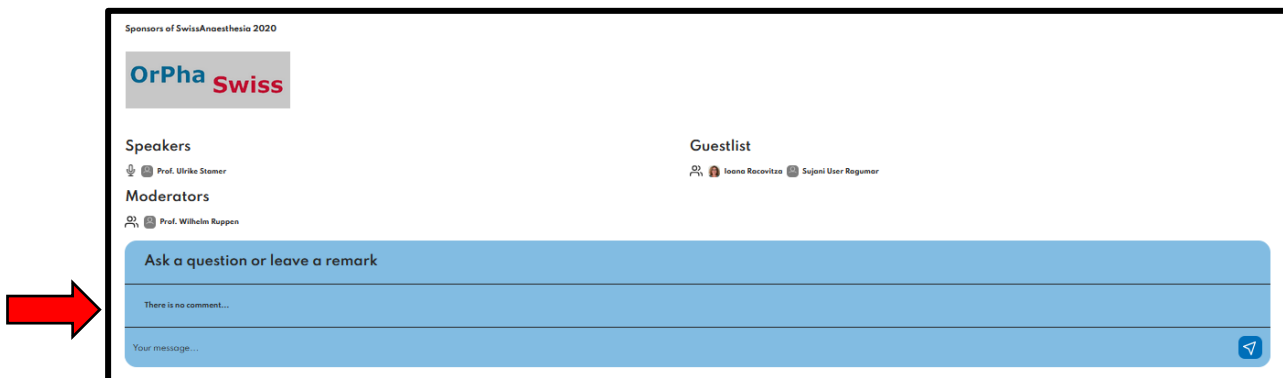 Sponsors of SwissAnaesthesia 2020
OrPha Swiss
Speakers
Prof. Ulrike Stamer
Moderators
Prof. Wilhelm Ruppen
Guestlist
Ioana Racovitza Sujani User Ragumar
Ask a question or leave a remark
There is no comment...
Your message...